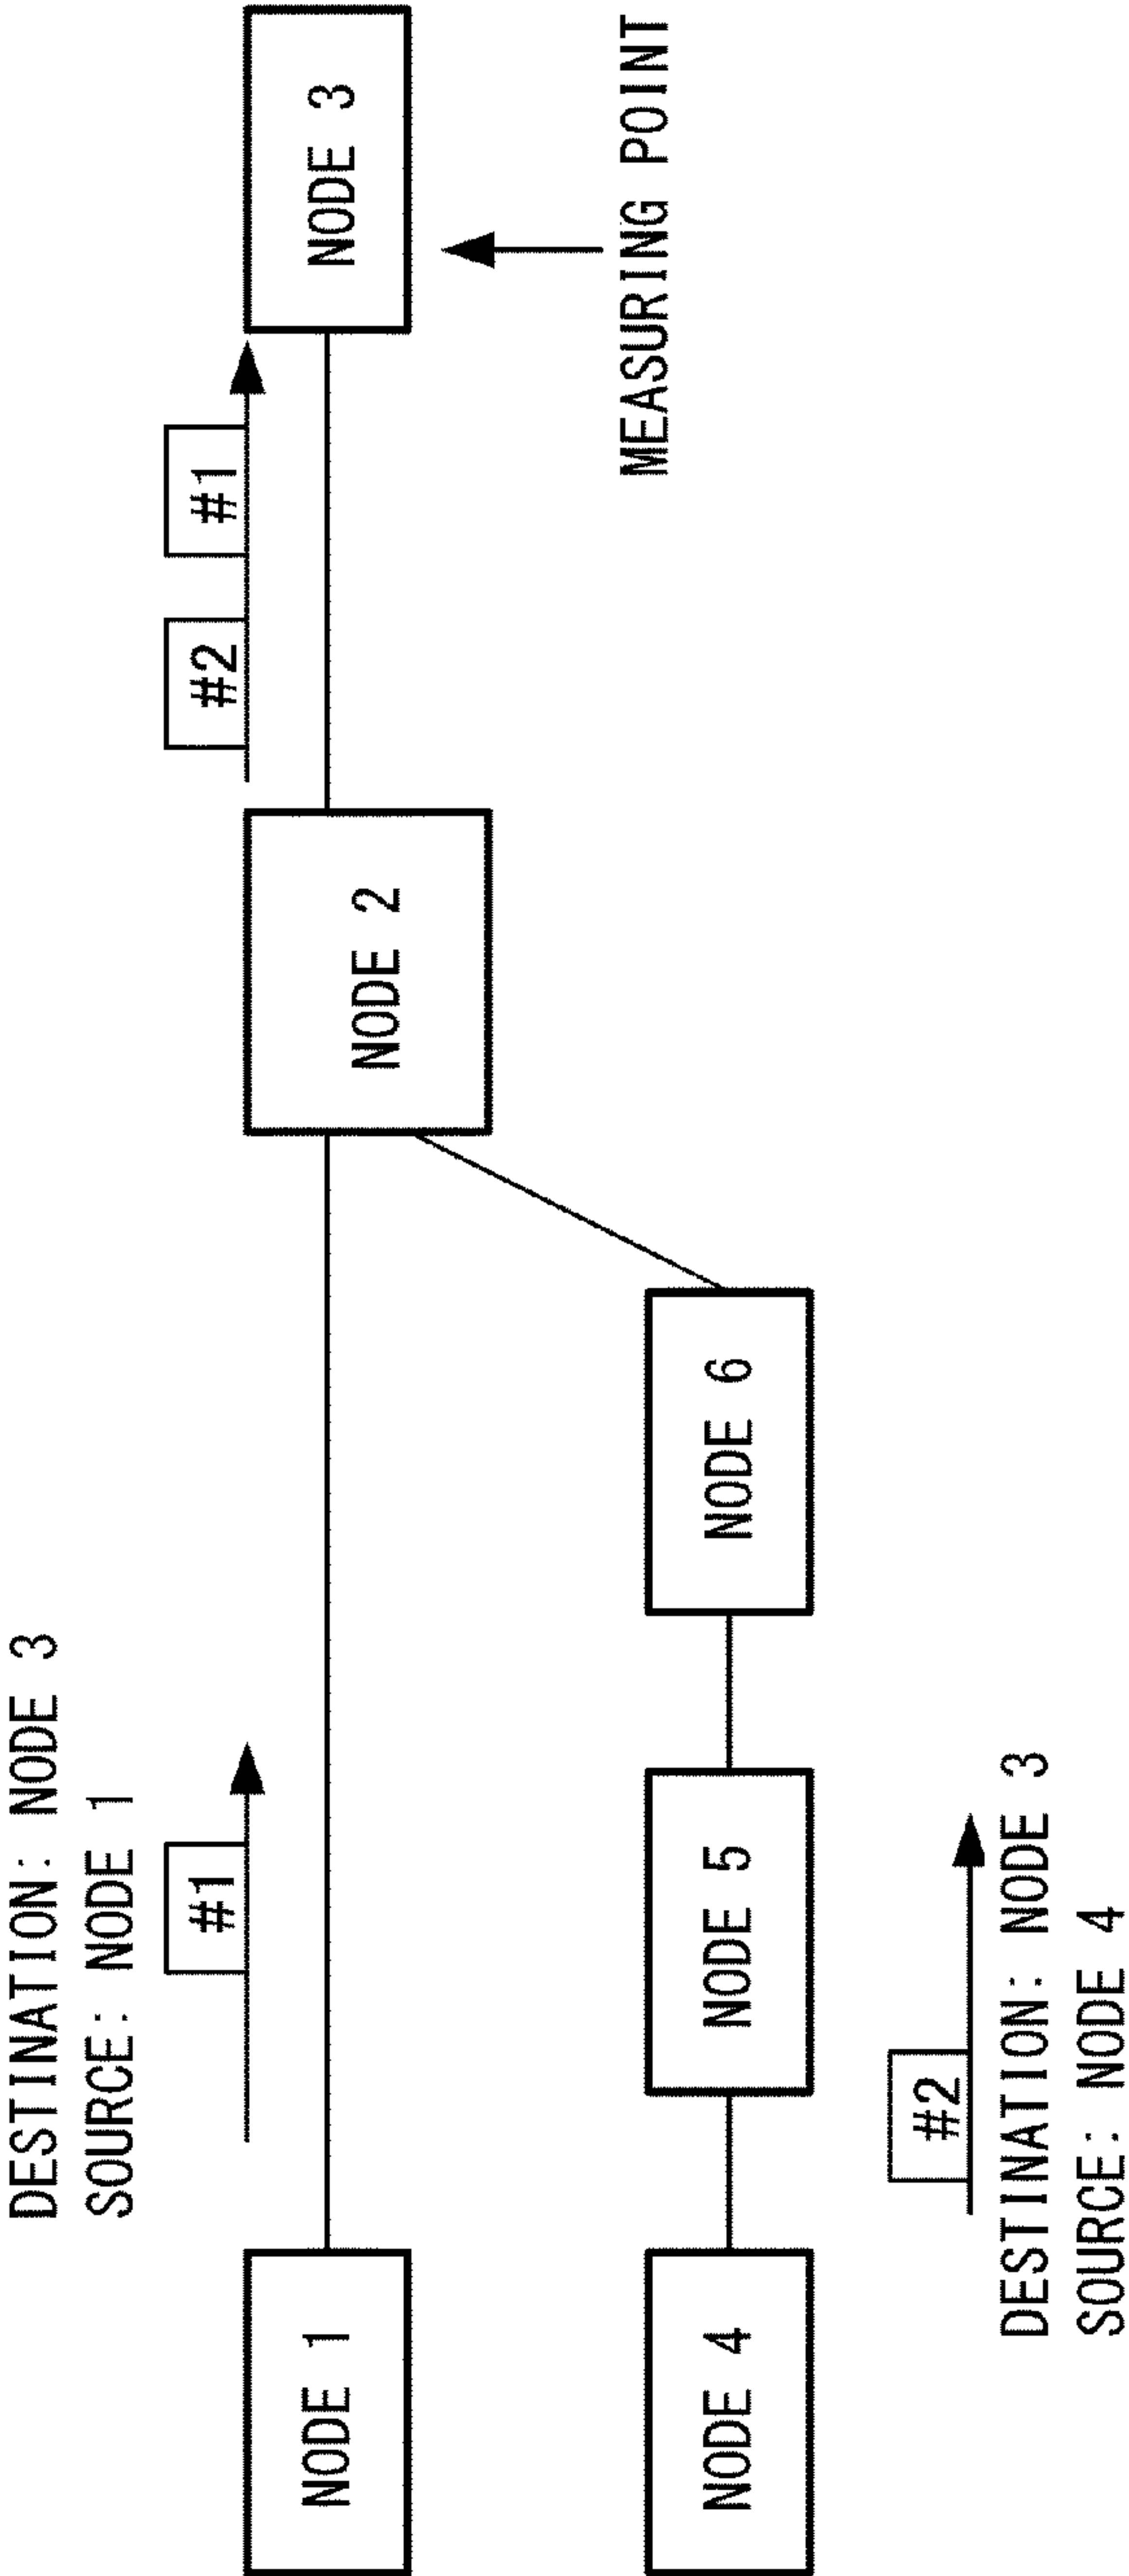 DESTINATION: NODE 3
SOURCE: NODE 1
#1
#2
#1
NODE 1
NODE 2
NODE 3
MEASURING POINT
NODE 4
NODE 5
NODE 6
#2
DESTINATION: NODE 3
SOURCE: NODE 4